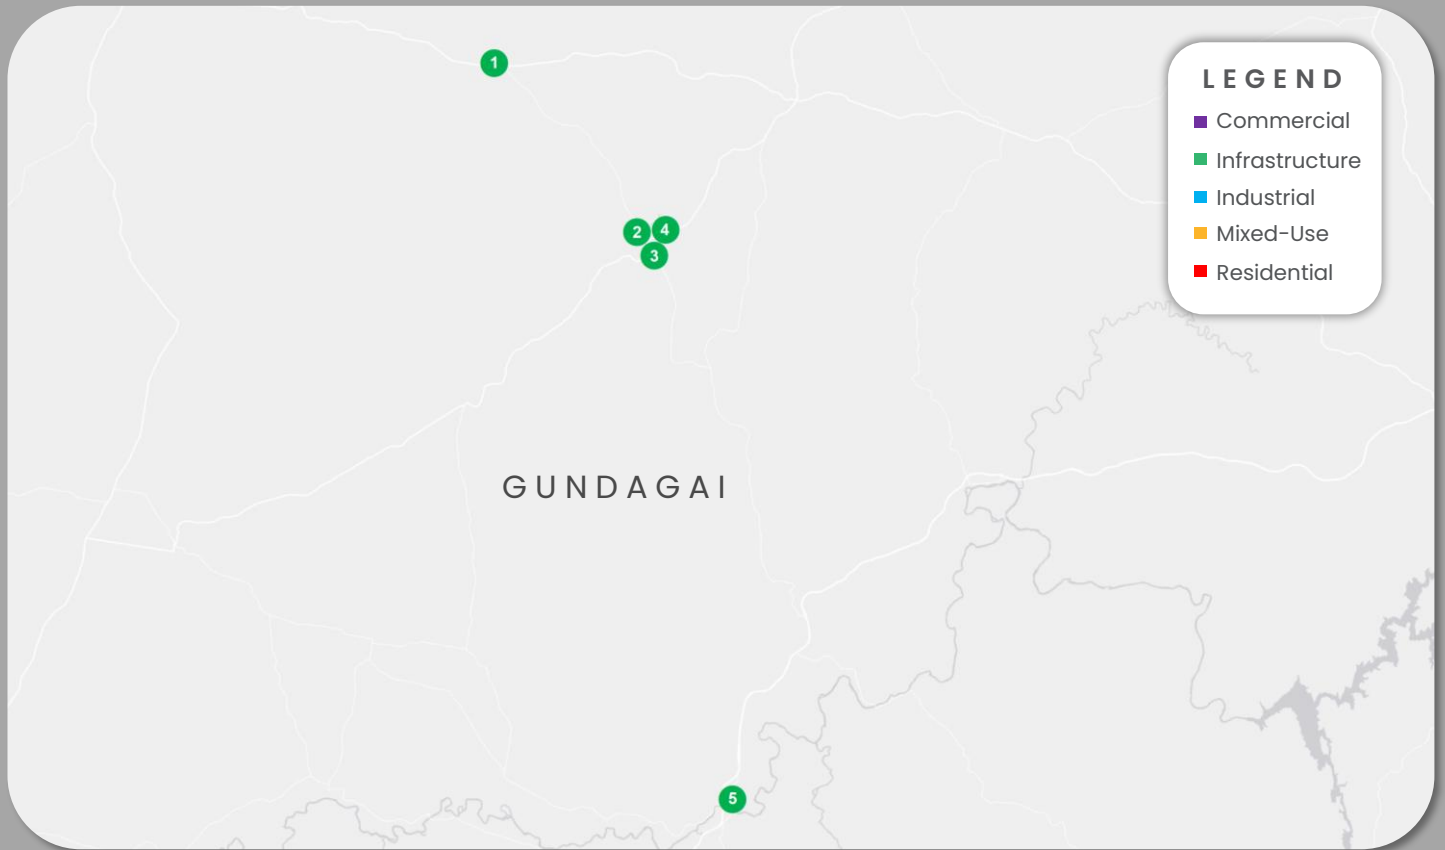 1
LEGEND
Commercial
Infrastructure
Industrial
Mixed-Use
Residential
2 4
3
GUNDAGAI
5